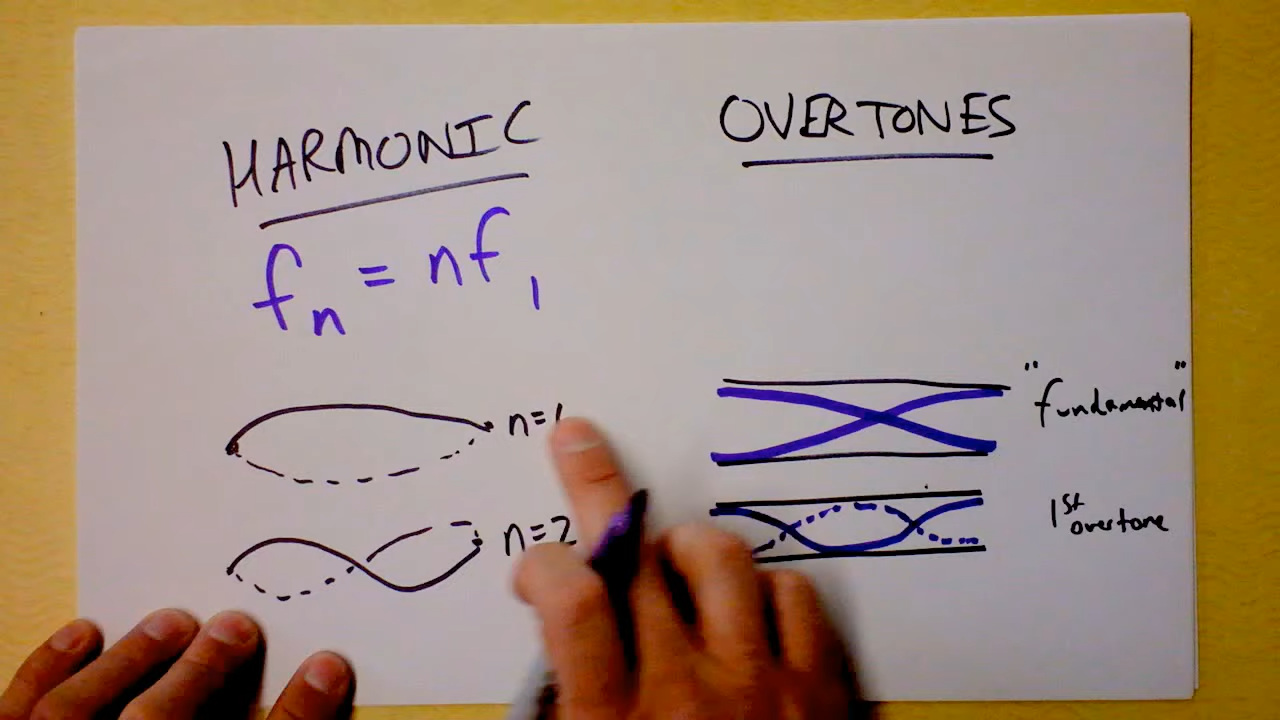 HARMONIC
fn = nf1
n=1
n=2
OVERTONES
"fundamental"
1st
overtone